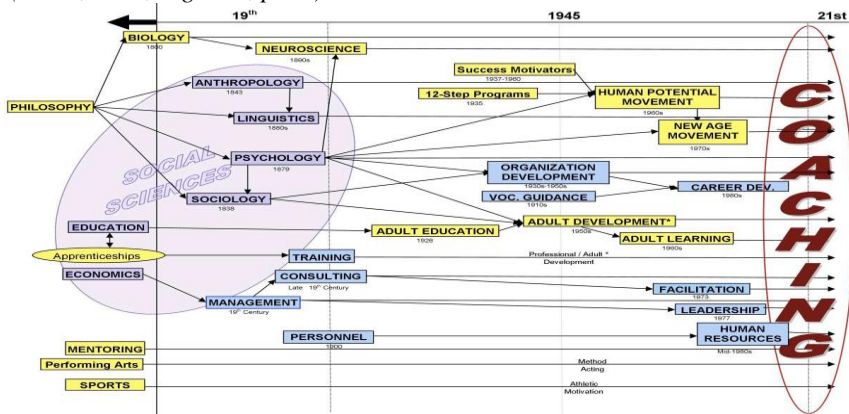 19th
1945
21st
BIOLOGY
1800
NEUROSCIENCE
1890s
Success Motivators
1937-1960
ANTHROPOLOGY
1843
12-Step Programs
1935
HUMAN POTENTIAL
MOVEMENT
1960s
PHILOSOPHY
LINGUISTICS
1880s
NEW AGE
MOVEMENT
1970s
PSYCHOLOGY
1879
SOCIAL
SCIENCES
ORGANIZATION
DEVELOPMENT
1930s-1950s
CAREER DEV.
1980s
SOCIOLOGY
1838
VOC. GUIDANCE
1910s
EDUCATION
ADULT EDUCATION
1926
ADULT DEVELOPMENT*
1950s
ADULT LEARNING
1960s
Apprenticeships
TRAINING
Professional / Adult *
Development
ECONOMICS
CONSULTING
Late 19th Century
FACILITATION
1973
MANAGEMENT
19th Century
LEADERSHIP
1977
PERSONNEL
1900
HUMAN
RESOURCES
Mid-1980s
MENTORING
Performing Arts
Method
Acting
SPORTS
Athletic
Motivation
COACHING